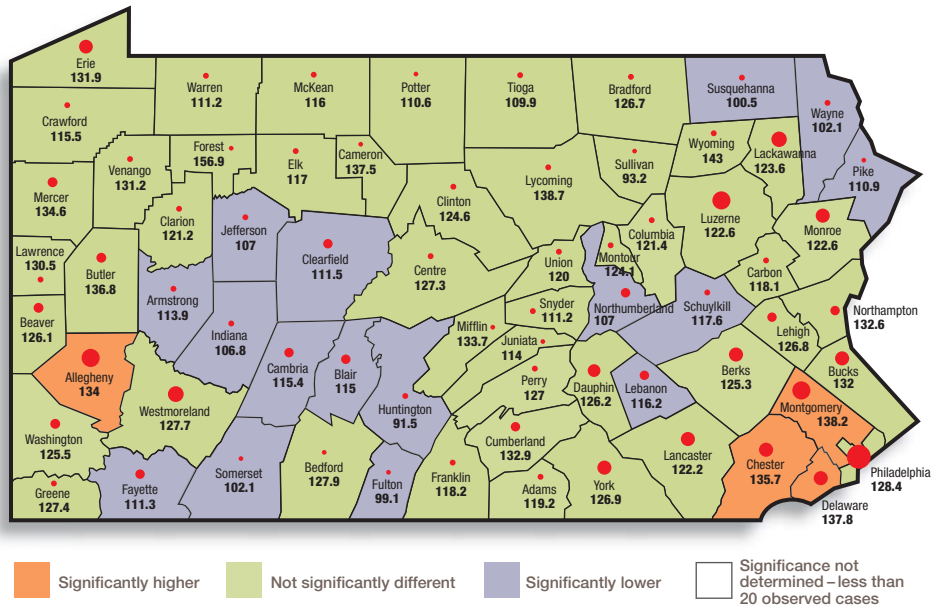 Erie
131.9
Warren
111.2
McKean
116
Potter
110.6
Tioga
109.9
Bradford
126.7
Susquehanna
100.5
Wayne
102.1
Crawford
115.5
Forest
156.9
Elk
117
Cameron
137.5
Sullivan
93.2
Wyoming
143
Lackawanna
123.6
Pike
110.9
Mercer
134.6
Venango
131.2
Clarion
121.2
Jefferson
107
Clearfield
111.5
Clinton
124.6
Lycoming
138.7
Columbia
121.4
Luzerne
122.6
Monroe
122.6
Lawrence
130.5
Butler
136.8
Armstrong
113.9
Centre
127.3
Union
120
Montour
124.1
Carbon
118.1
Beaver
126.1
Indiana
106.8
Mifflin
133.7
Snyder
111.2
Northumberland
107
Schuylkill
117.6
Northampton
132.6
Lehigh
126.8
Allegheny
134
Westmoreland
127.7
Cambria
115.4
Blair
115
Juniata
114
Perry
127
Dauphin
126.2
Lebanon
116.2
Berks
125.3
Bucks
132
Huntington
91.5
Montgomery
138.2
Washington
125.5
Cumberland
132.9
Lancaster
122.2
Chester
135.7
Philadelphia
128.4
Greene
127.4
Fayette
111.3
Somerset
102.1
Bedford
127.9
Fulton
99.1
Franklin
118.2
Adams
119.2
York
126.9
Delaware
137.8
Significantly higher
Not significantly different
Significantly lower
Significance not
determined – less than
20 observed cases